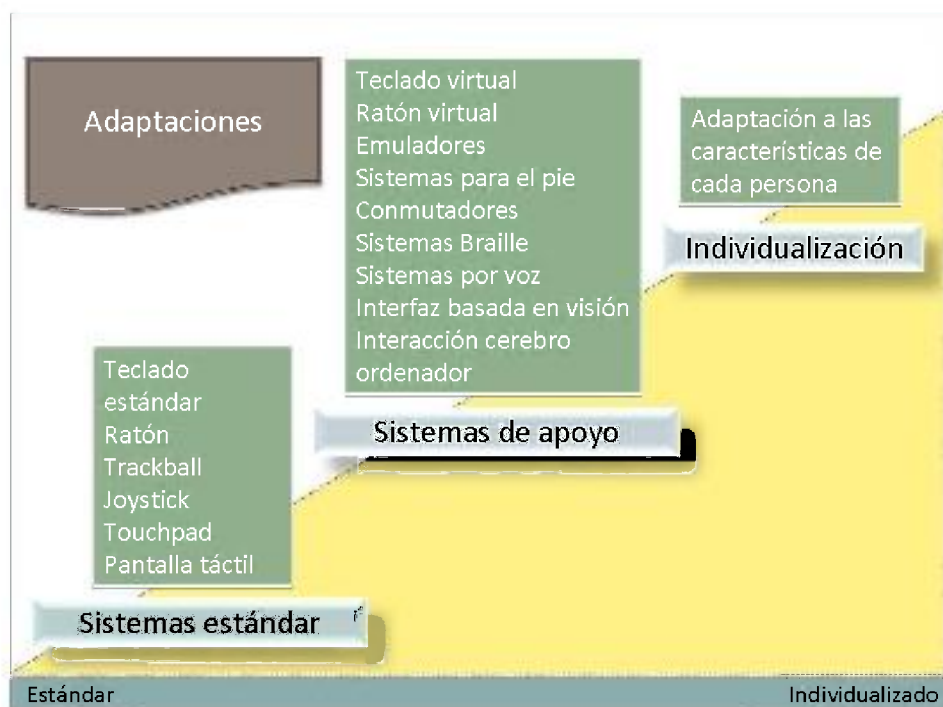 Adaptaciones
Teclado virtual
Ratón virtual
Emuladores
Sistemas para el pie
Conmutadores
Sistemas Braille
Sistemas por voz
Interfaz basada en visión
Interacción cerebro
ordenador
Adaptación a las
características de
cada persona
Individualización
Teclado
estándar
Ratón
Trackball
Joystick
Touchpad
Pantalla táctil
Sistemas de apoyo
Sistemas estándar
Estándar
Individualizado